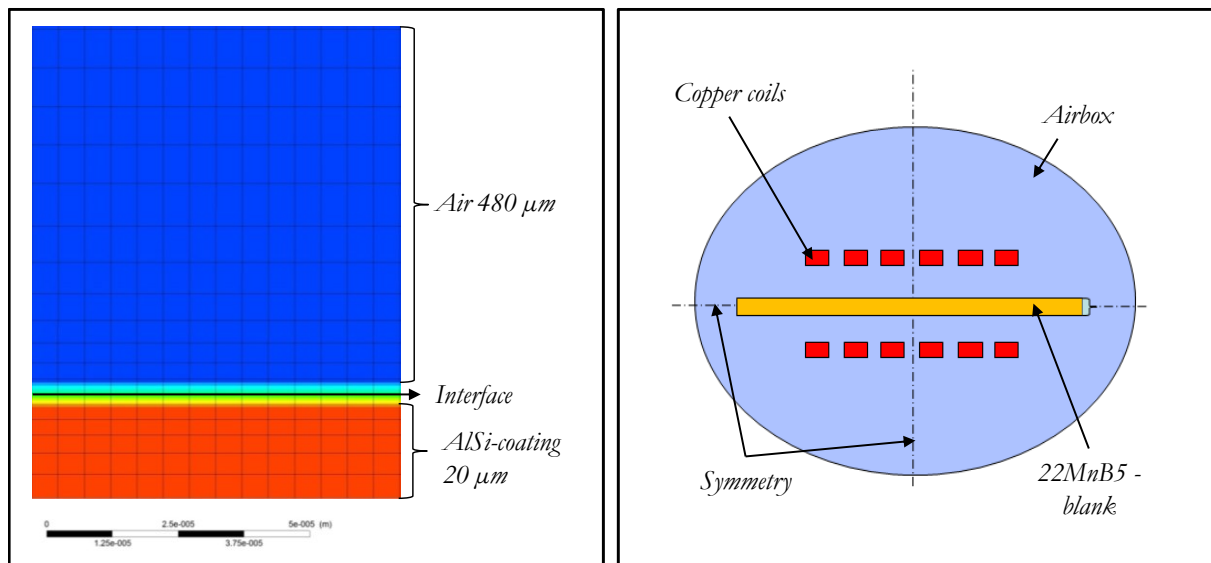 Air 480 µm
Interface
AlSi-coating
20 µm
0
2.5e-005
5e-005 (m)
1.25e-005
3.75e-005
Copper coils
Airbox
Symmetry
22MnB5 -
blank